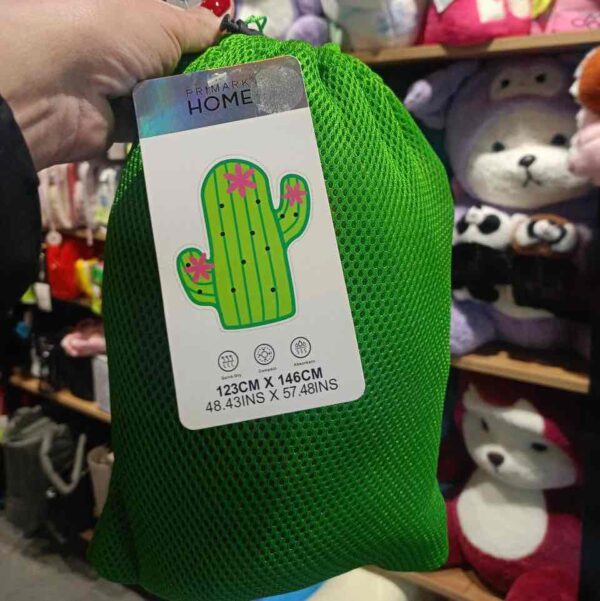 PRIMARK
HOME
Quick Dry Compact Absorbent
123CM X 146CM
48.43INS X 57.48INS